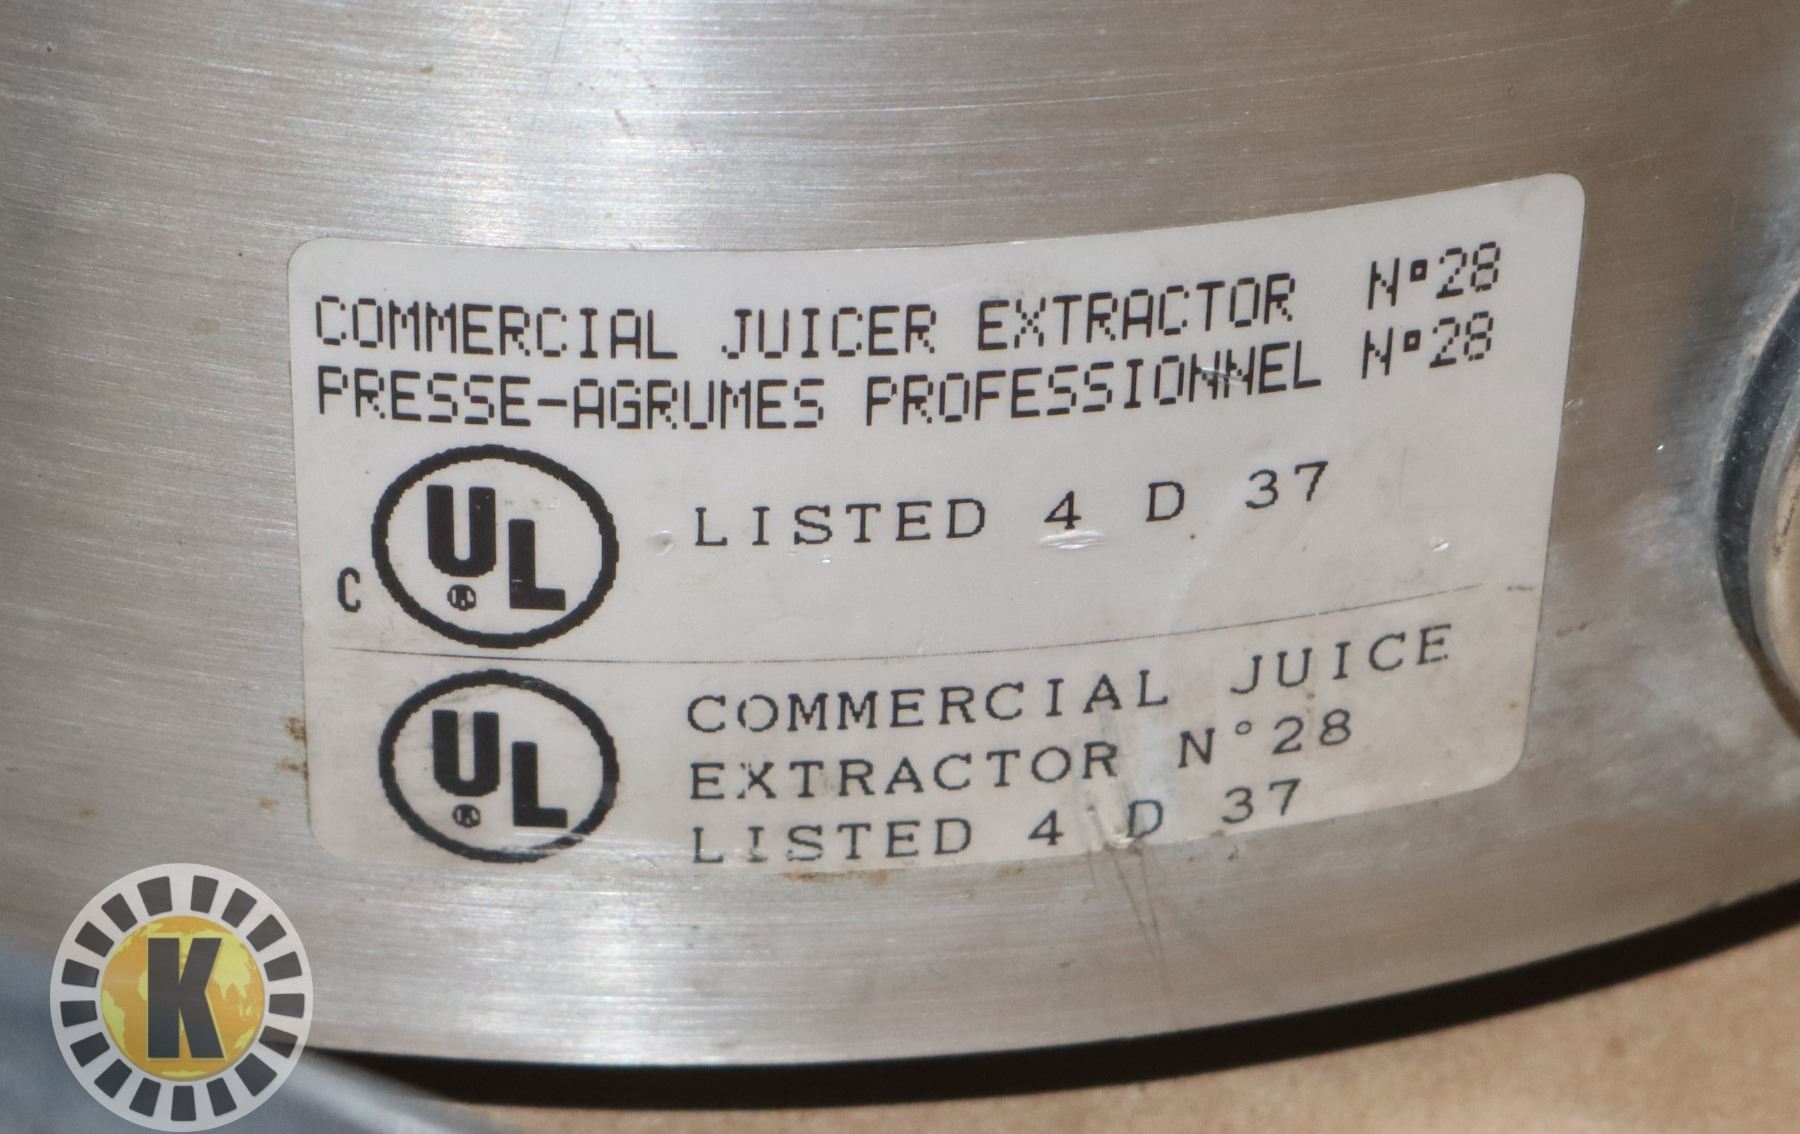 COMMERCIAL JUICER EXTRACTOR N°28
PRESSE-AGRUMES PROFESSIONNEL N°28
C UL ® LISTED 4 D 37
UL ® COMMERCIAL JUICE
EXTRACTOR N°28
LISTED 4 D 37
K